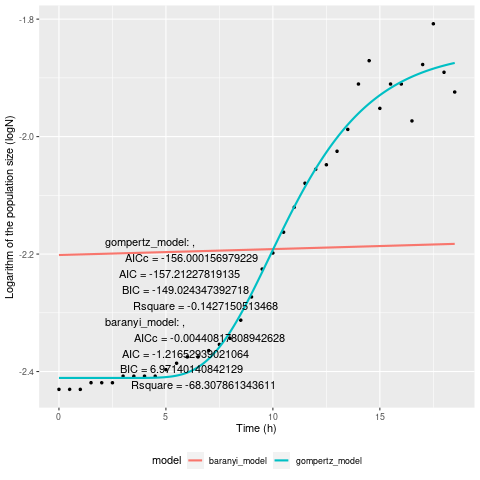 -1.8
-2.0
-2.2
-2.4
Logarithm of the population size (logN)
gompertz_model: ,
AICc = -156.000156979229
AIC = -157.21227819135
BIC = -149.024347392718
Rsquare = -0.1427150513468
baranyi_model: ,
AICc = -0.00440817808942628
AIC = -1.21652939021064
BIC = 6.97140140842129
Rsquare = -68.307861343611
0 5 10 15
Time (h)
model baranyi_model gompertz_model